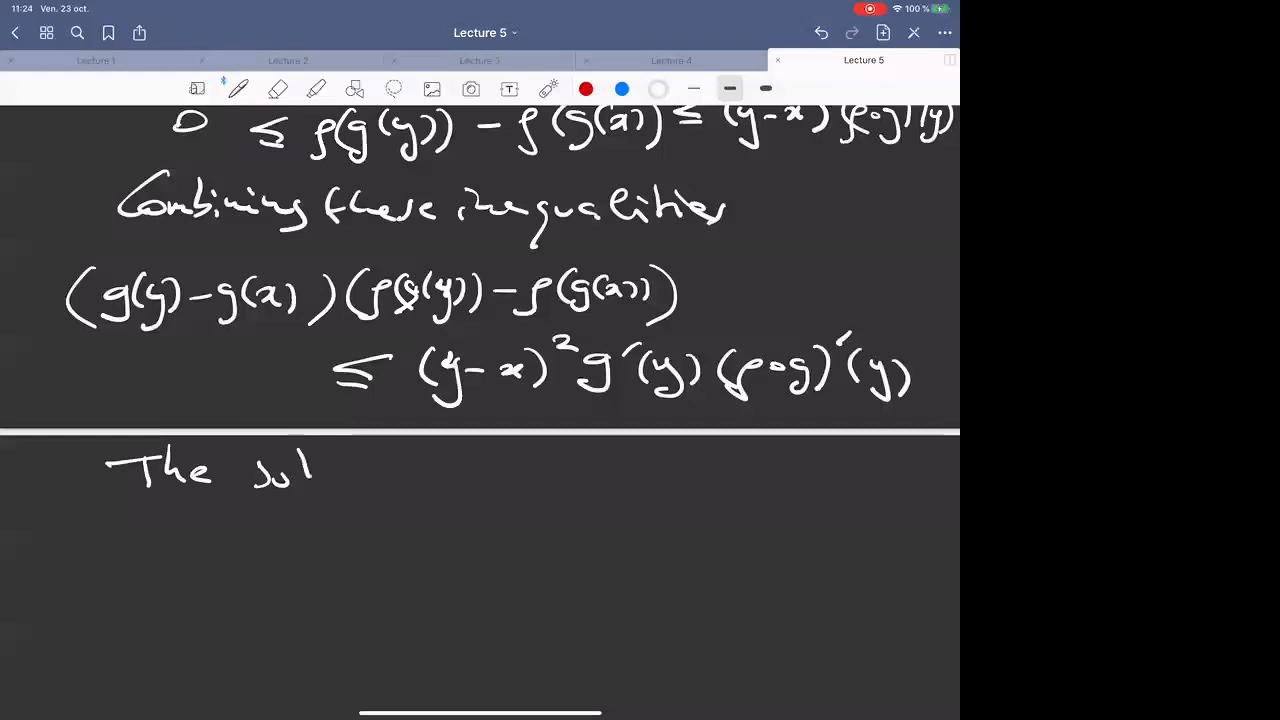 11:24 Ven. 23 oct. 100 %
Lecture 5
Lecture 1 Lecture 2 Lecture 3 Lecture 4 Lecture 5
0 ≤ ρ(g(y)) − ρ(g(x)) ≤ (y−x)(ρ∘g)'(y)
Combining these inequalities
(g(y) − g(x))(ρ(g(y)) − ρ(g(x)))
≤ (y−x)² g'(y) (ρ∘g)'(y)
The sul